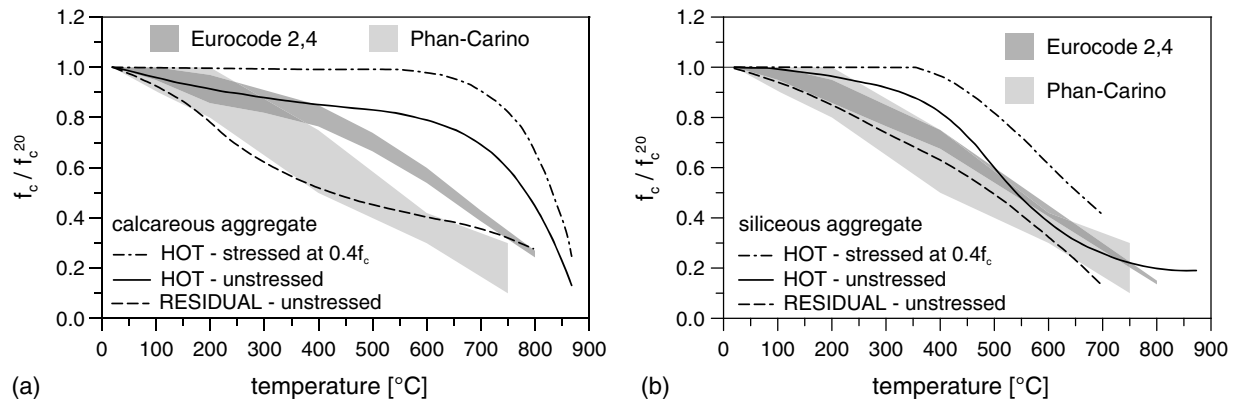 1.2
1.0
0.8
0.6
0.4
0.2
0.0
f_c / f_c^20
Eurocode 2,4
Phan-Carino
calcareous aggregate
HOT - stressed at 0.4f_c
HOT - unstressed
RESIDUAL - unstressed
0 100 200 300 400 500 600 700 800 900
(a)
temperature [°C]
1.2
1.0
0.8
0.6
0.4
0.2
0.0
f_c / f_c^20
Eurocode 2,4
Phan-Carino
siliceous aggregate
HOT - stressed at 0.4f_c
HOT - unstressed
RESIDUAL - unstressed
0 100 200 300 400 500 600 700 800 900
(b)
temperature [°C]